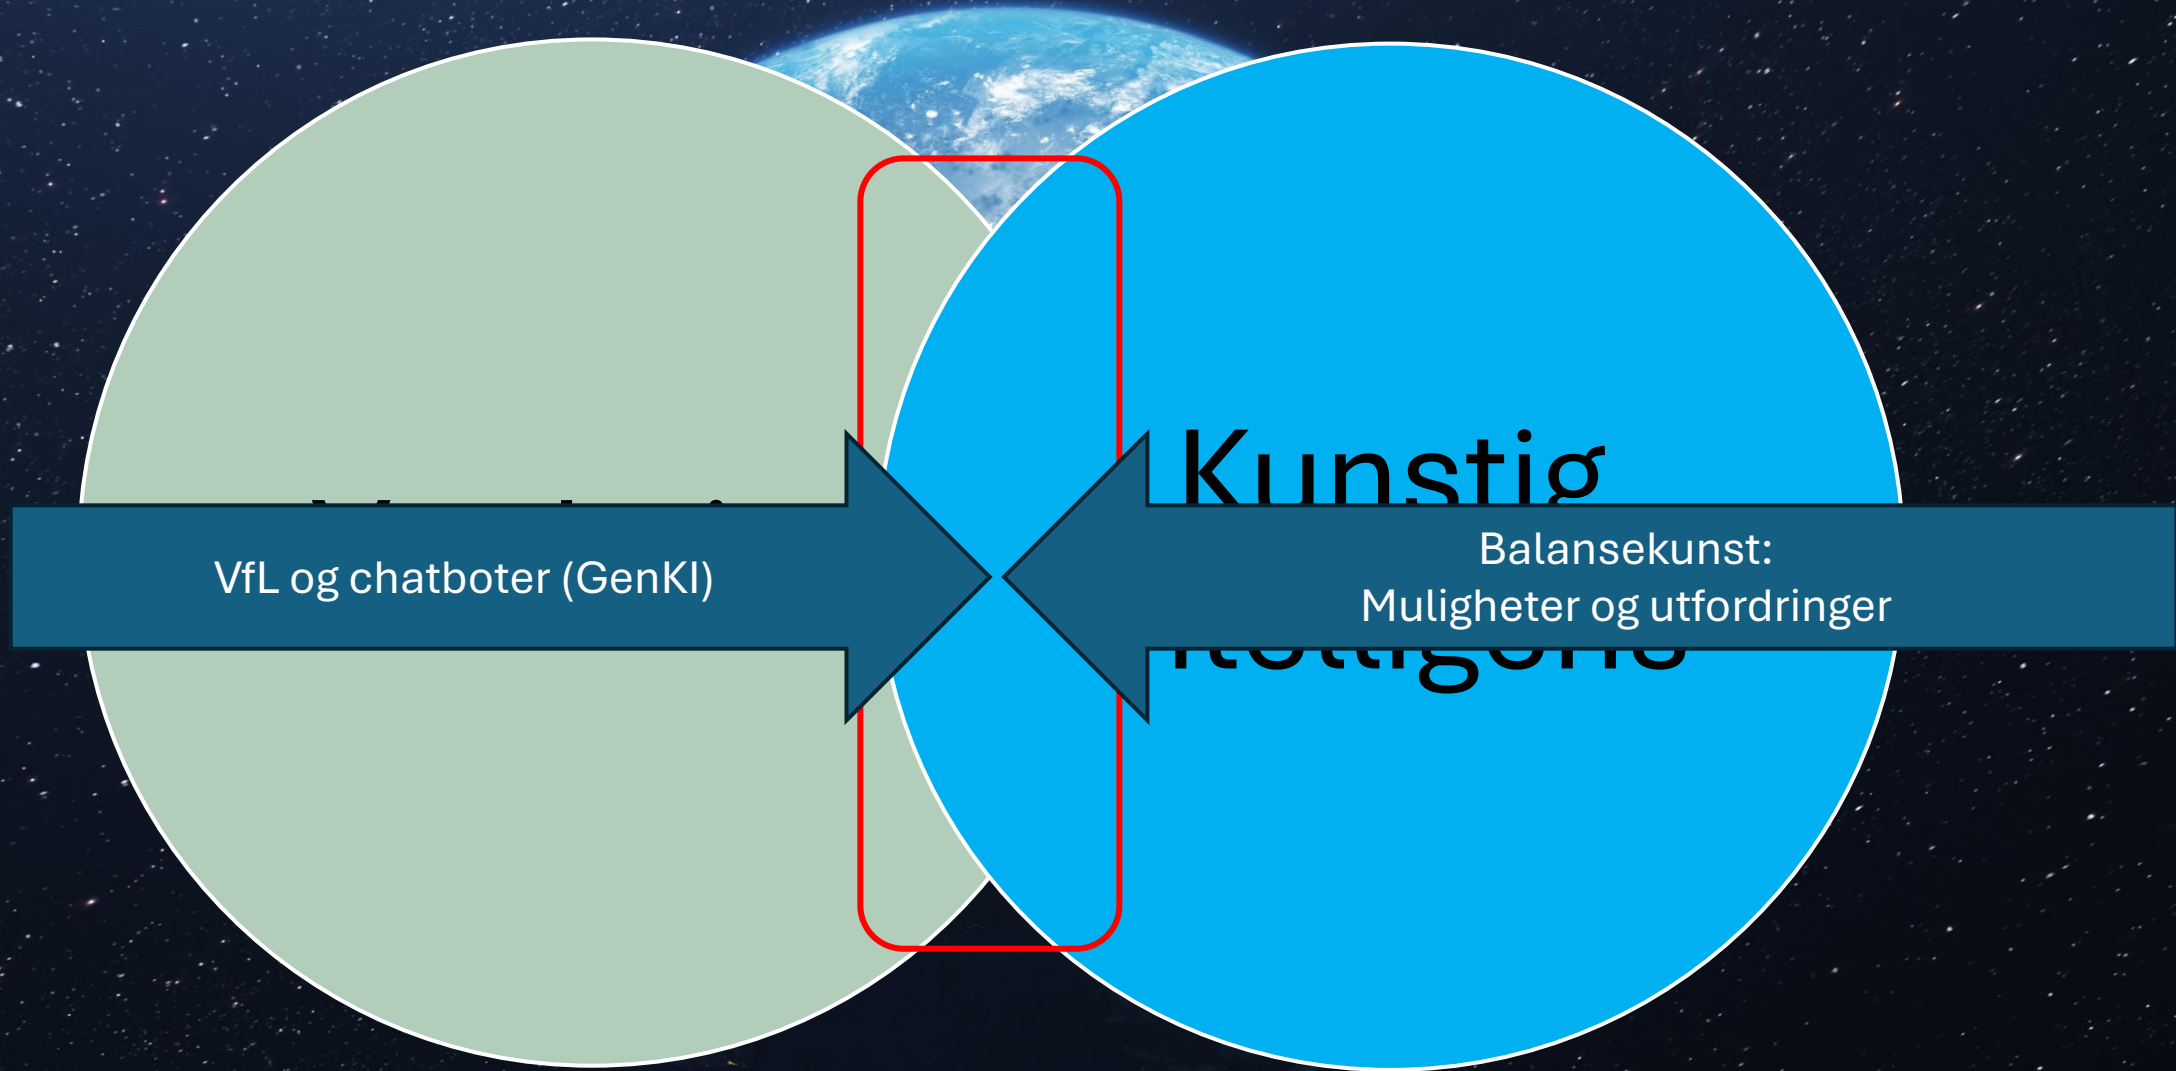 VfL og chatboter (GenKI)
Kunstig
Balansekunst:
Muligheter og utfordringer